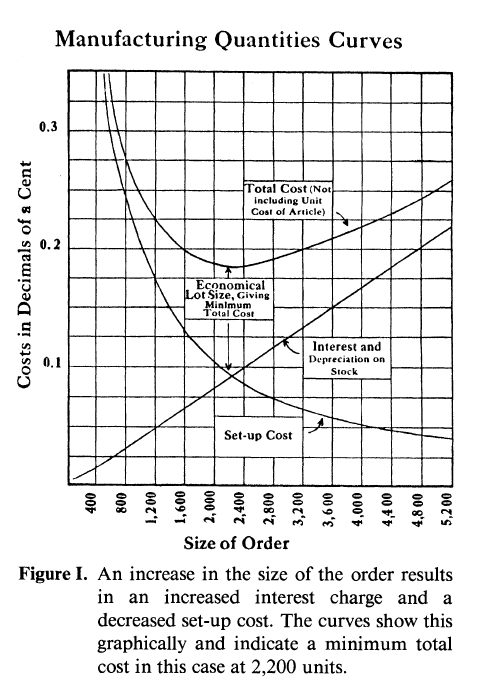 Manufacturing Quantities Curves
Costs in Decimals of a Cent
0.3
0.2
0.1
Total Cost (Not
including Unit
Cost of Article)
Economical
Lot Size, Giving
Minimum
Total Cost
Interest and
Depreciation on
Stock
Set-up Cost
400
800
1,200
1,600
2,000
2,400
2,800
3,200
3,600
4,000
4,400
4,800
5,200
Size of Order
Figure I. An increase in the size of the order results
in an increased interest charge and a
decreased set-up cost. The curves show this
graphically and indicate a minimum total
cost in this case at 2,200 units.